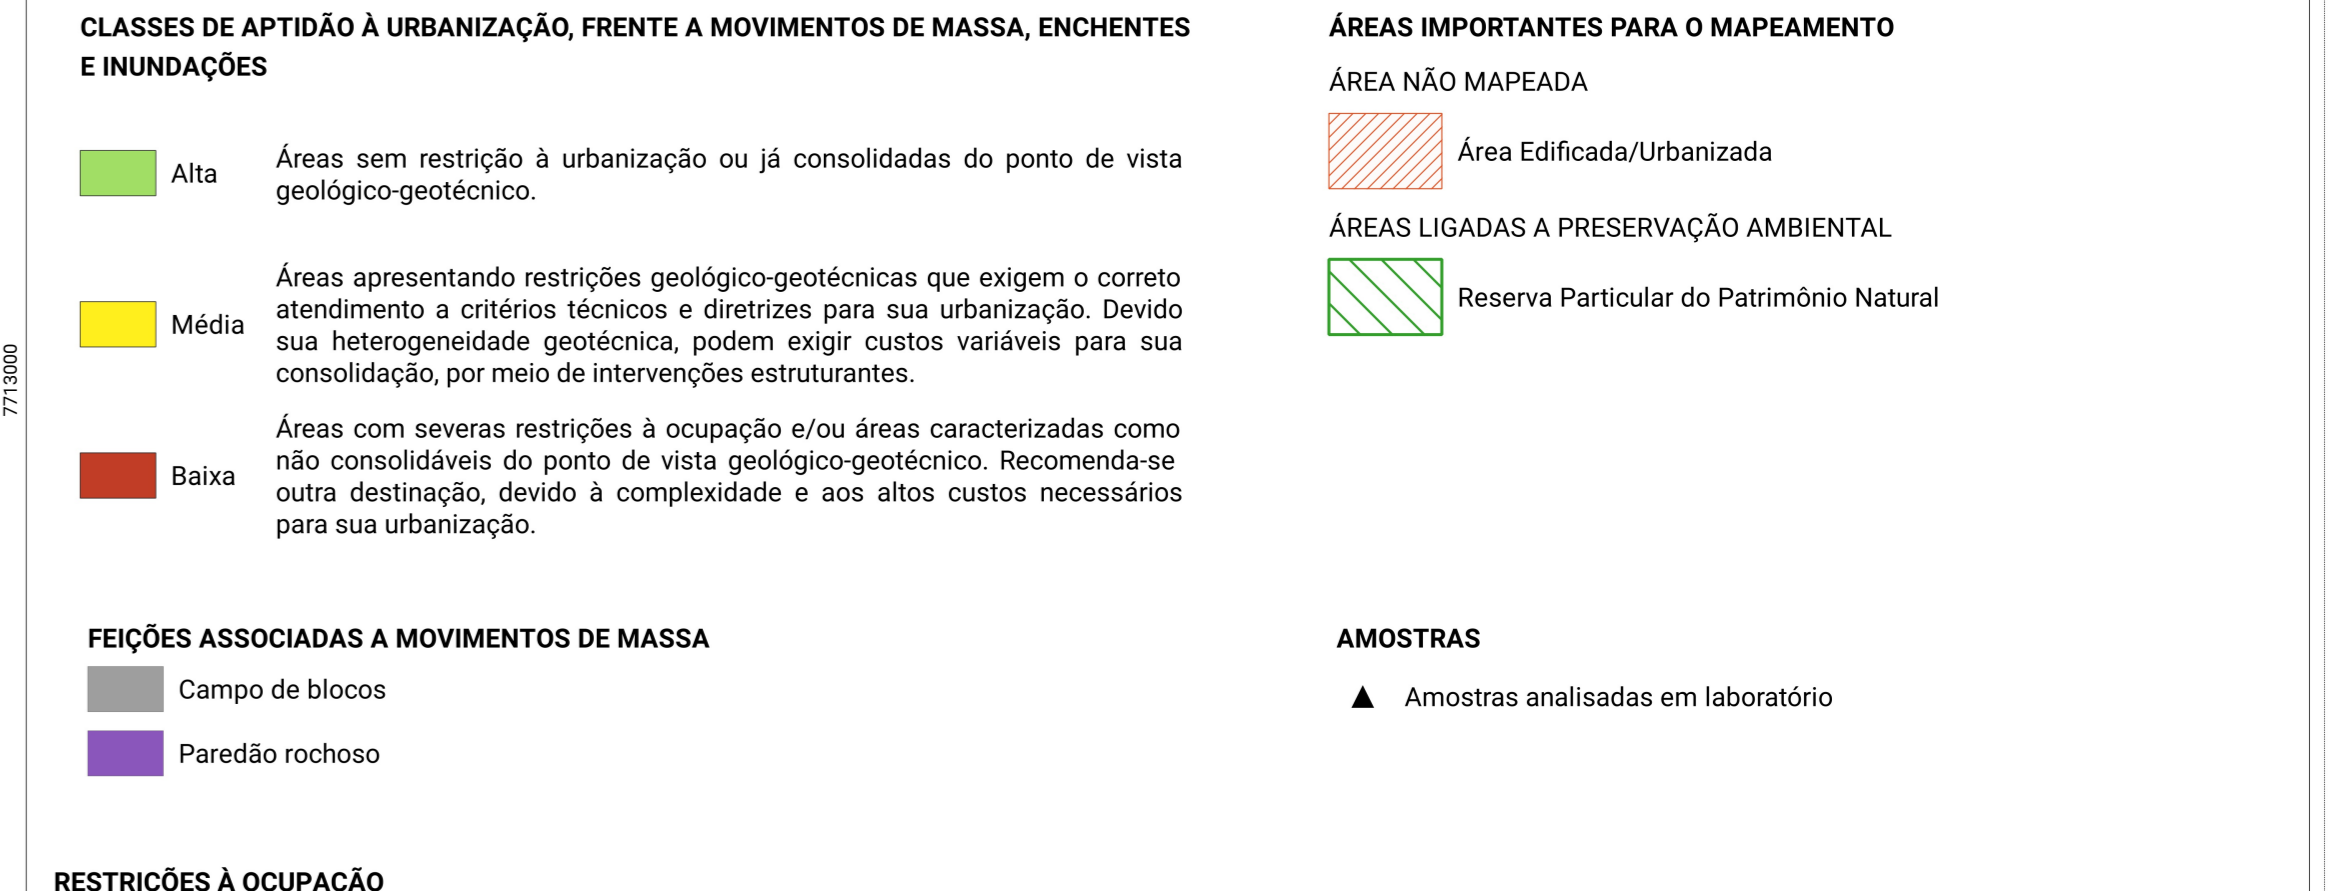 CLASSES DE APTIDÃO À URBANIZAÇÃO, FRENTE A MOVIMENTOS DE MASSA, ENCHENTES
E INUNDAÇÕES
Alta
Áreas sem restrição à urbanização ou já consolidadas do ponto de vista
geológico-geotécnico.
Média
Áreas apresentando restrições geológico-geotécnicas que exigem o correto
atendimento a critérios técnicos e diretrizes para sua urbanização. Devido
sua heterogeneidade geotécnica, podem exigir custos variáveis para sua
consolidação, por meio de intervenções estruturantes.
Baixa
Áreas com severas restrições à ocupação e/ou áreas caracterizadas como
não consolidáveis do ponto de vista geológico-geotécnico. Recomenda-se
outra destinação, devido à complexidade e aos altos custos necessários
para sua urbanização.
ÁREAS IMPORTANTES PARA O MAPEAMENTO
ÁREA NÃO MAPEADA
Área Edificada/Urbanizada
ÁREAS LIGADAS A PRESERVAÇÃO AMBIENTAL
Reserva Particular do Patrimônio Natural
7713000
FEIÇÕES ASSOCIADAS A MOVIMENTOS DE MASSA
Campo de blocos
Paredão rochoso
AMOSTRAS
Amostras analisadas em laboratório
RESTRIÇÕES À OCUPAÇÃO